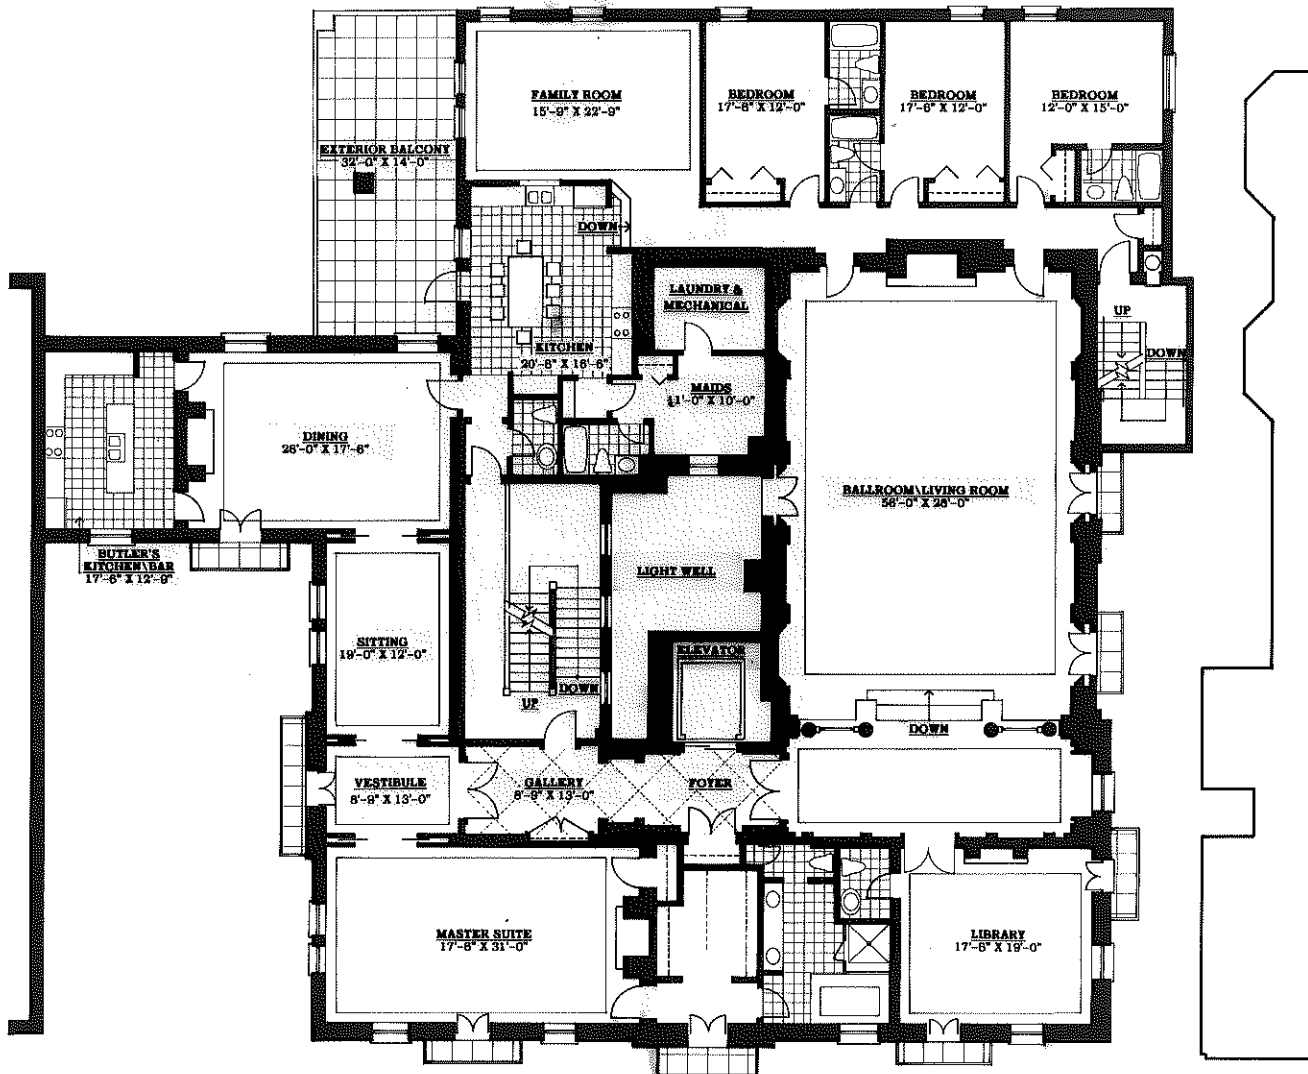 FAMILY ROOM
15'-9" X 22'-9"
BEDROOM
17'-6" X 12'-0"
BEDROOM
17'-6" X 12'-0"
BEDROOM
12'-0" X 15'-0"
EXTERIOR BALCONY
32'-0" X 14'-0"
DOWN
LAUNDRY &
MECHANICAL
UP
DOWN
KITCHEN
20'-6" X 16'-6"
MAIDS
11'-0" X 10'-0"
DINING
26'-0" X 17'-6"
BALLROOM\LIVING ROOM
56'-0" X 28'-0"
BUTLER'S
KITCHEN\BAR
17'-6" X 12'-9"
LIGHT WELL
SITTING
19'-0" X 12'-0"
ELEVATOR
UP
DOWN
DOWN
VESTIBULE
8'-9" X 13'-0"
GALLERY
8'-9" X 13'-0"
FOYER
MASTER SUITE
17'-6" X 31'-0"
LIBRARY
17'-6" X 19'-0"